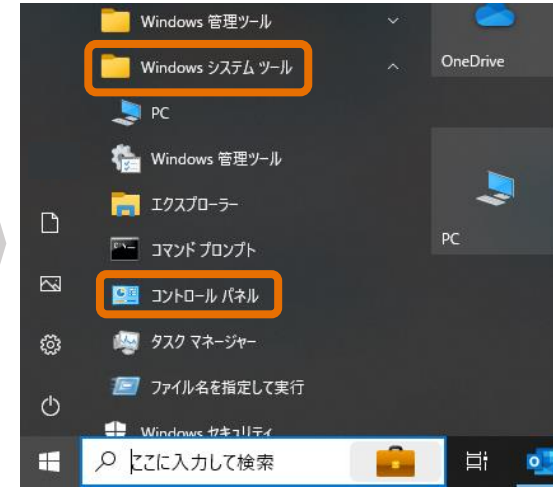 Windows 管理ツール
Windows システム ツール
OneDrive
PC
Windows 管理ツール
エクスプローラー
PC
コマンド プロンプト
コントロール パネル
タスク マネージャー
ファイル名を指定して実行
Windows セキュリティ
ここに入力して検索